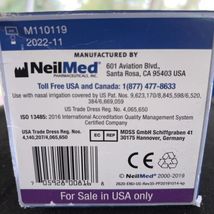 M110119
2022-11
MANUFACTURED BY
NeilMed®
PHARMACEUTICALS, INC.
601 Aviation Blvd.,
Santa Rosa, CA 95403 USA
Toll Free USA and Canada: 1(877) 477-8633
Use with nasal irrigation covered by US Pat. Nos. 9,623,170/8,845,598/6,520,
384/6,669,059
US Trade Dress Reg. No. 4,065,650
ISO 13485: 2016 International Accreditation Quality Management System
Certified Company
US Trade Dress Reg. Nos.
4,140,207/4,065,650
EC REP
MDSS GmbH Schiffgraben 41
30175 Hannover, Germany
NeilMed ® © 2000-2019
For Sale in USA only